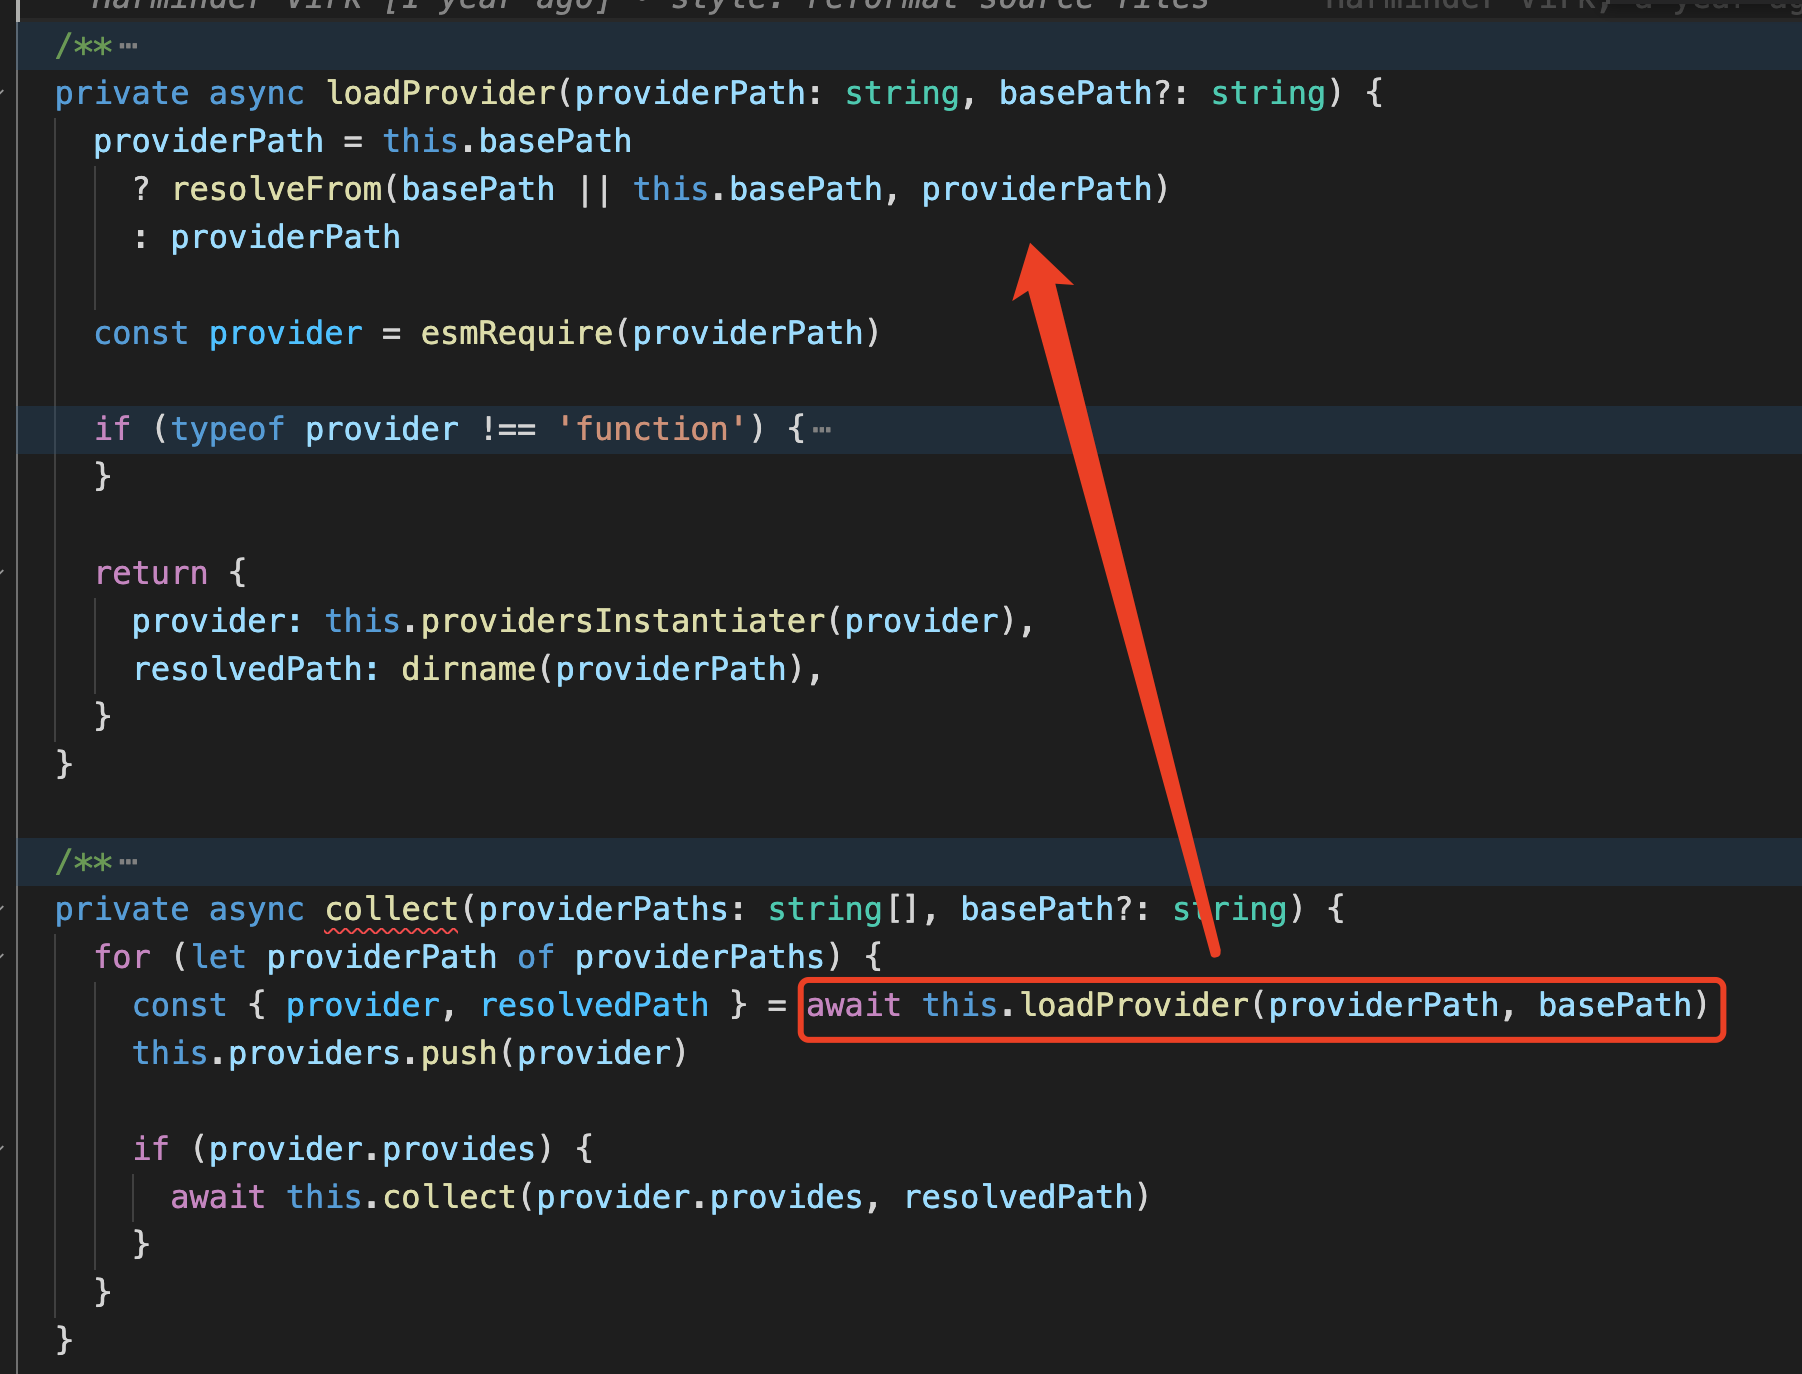 Harminder Virk [1 year ago] • style: reformat source files Harminder Virk, a year ag
/**⋯
private async loadProvider(providerPath: string, basePath?: string) {
providerPath = this.basePath
? resolveFrom(basePath || this.basePath, providerPath)
: providerPath
const provider = esmRequire(providerPath)
if (typeof provider !== 'function') {⋯
}
return {
provider: this.providersInstantiater(provider),
resolvedPath: dirname(providerPath),
}
}
/**⋯
private async collect(providerPaths: string[], basePath?: string) {
for (let providerPath of providerPaths) {
const { provider, resolvedPath } = await this.loadProvider(providerPath, basePath)
this.providers.push(provider)
if (provider.provides) {
await this.collect(provider.provides, resolvedPath)
}
}
}